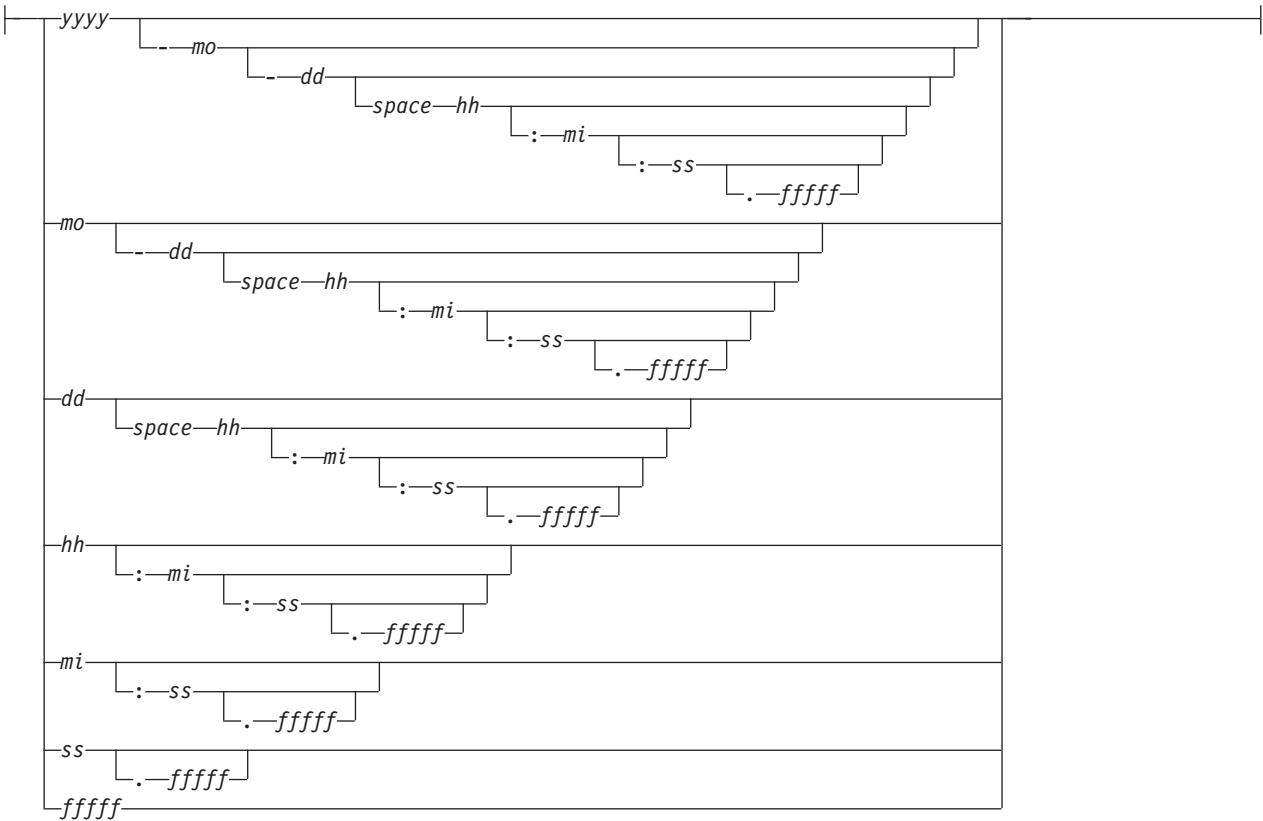 yyyy
- mo
- dd
space hh
: mi
: ss
. fffff
mo
- dd
space hh
: mi
: ss
. fffff
dd
space hh
: mi
: ss
. fffff
hh
: mi
: ss
. fffff
mi
: ss
. fffff
ss
. fffff
fffff